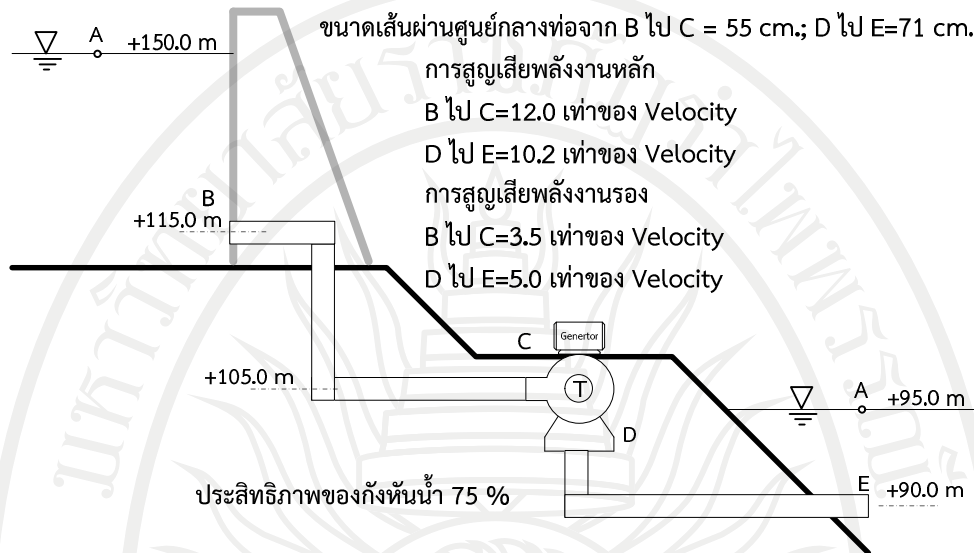 ขนาดเส้นผ่านศูนย์กลางท่อจาก B ไป C = 55 cm.; D ไป E=71 cm.
A
+150.0 m
การสูญเสียพลังงานหลัก
B ไป C=12.0 เท่าของ Velocity
D ไป E=10.2 เท่าของ Velocity
การสูญเสียพลังงานรอง
B
+115.0 m
B ไป C=3.5 เท่าของ Velocity
D ไป E=5.0 เท่าของ Velocity
C
Genertor
+105.0 m
T
A
+95.0 m
D
E
+90.0 m
ประสิทธิภาพของกังหันน้ำ 75 %